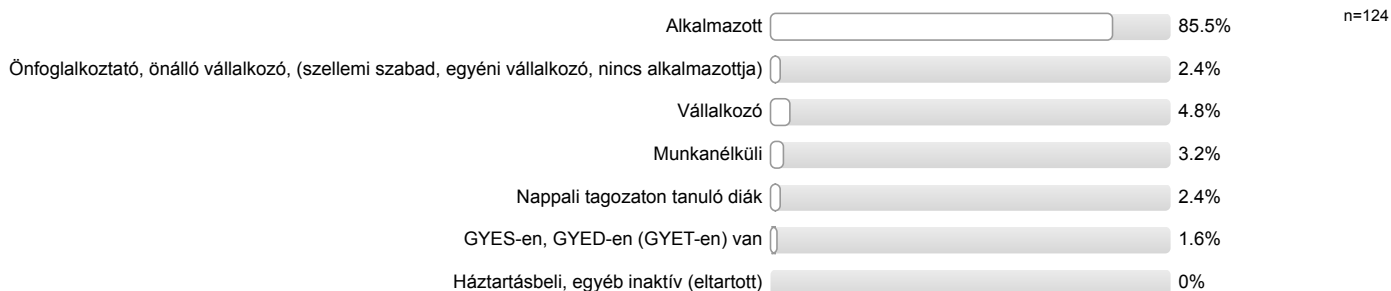 Alkalmazott 85.5% n=124
Önfoglalkoztató, önálló vállalkozó, (szellemi szabad, egyéni vállalkozó, nincs alkalmazottja) 2.4%
Vállalkozó 4.8%
Munkanélküli 3.2%
Nappali tagozaton tanuló diák 2.4%
GYES-en, GYED-en (GYET-en) van 1.6%
Háztartásbeli, egyéb inaktív (eltartott) 0%